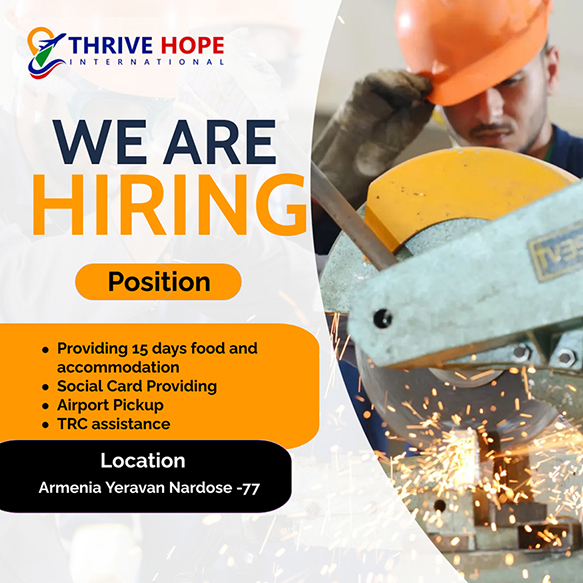 THRIVE HOPE
INTERNATIONAL
WE ARE
HIRING
Position
• Providing 15 days food and
accommodation
• Social Card Providing
• Airport Pickup
• TRC assistance
Location
Armenia Yeravan Nardose -77